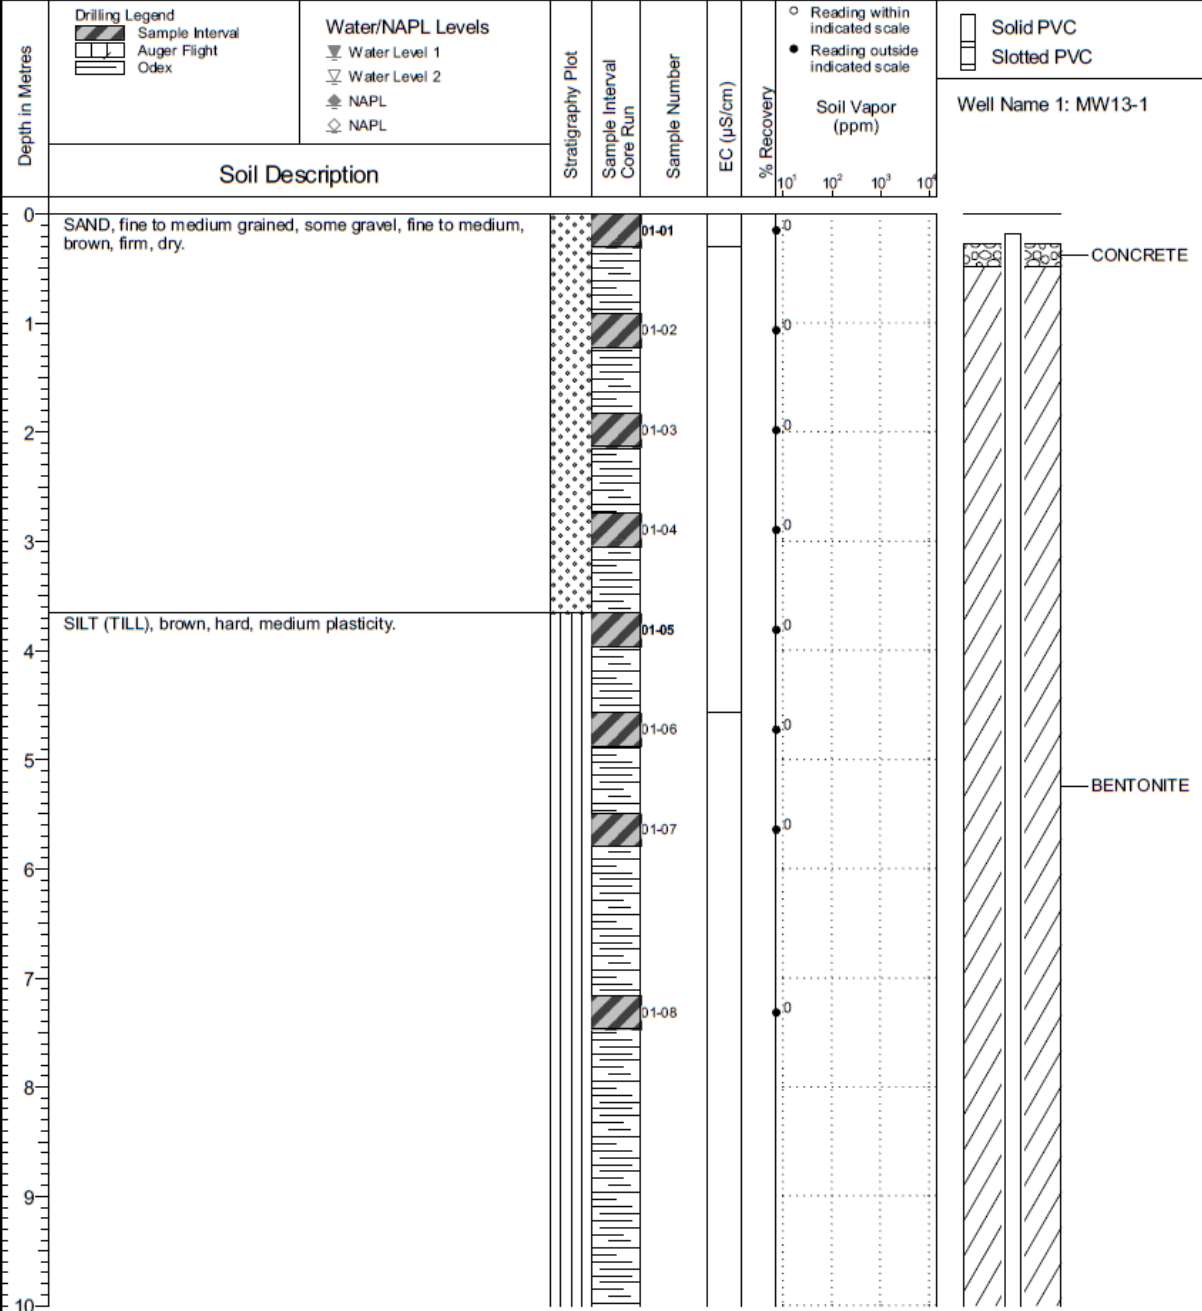 Drilling Legend
Sample Interval
Auger Flight
Odex
Water/NAPL Levels
Water Level 1
Water Level 2
NAPL
NAPL
Depth in Metres
Soil Description
Stratigraphy Plot
Sample Interval
Core Run
Sample Number
EC (µS/cm)
% Recovery
Reading within
indicated scale
Reading outside
indicated scale
Soil Vapor
(ppm)
10¹ 10² 10³ 10⁴
Solid PVC
Slotted PVC
Well Name 1: MW13-1
0
SAND, fine to medium grained, some gravel, fine to medium,
brown, firm, dry.
01-01
0
CONCRETE
1
01-02
0
2
01-03
0
3
01-04
0
SILT (TILL), brown, hard, medium plasticity.
01-05
0
4
01-06
0
5
BENTONITE
01-07
0
6
7
01-08
0
8
9
10